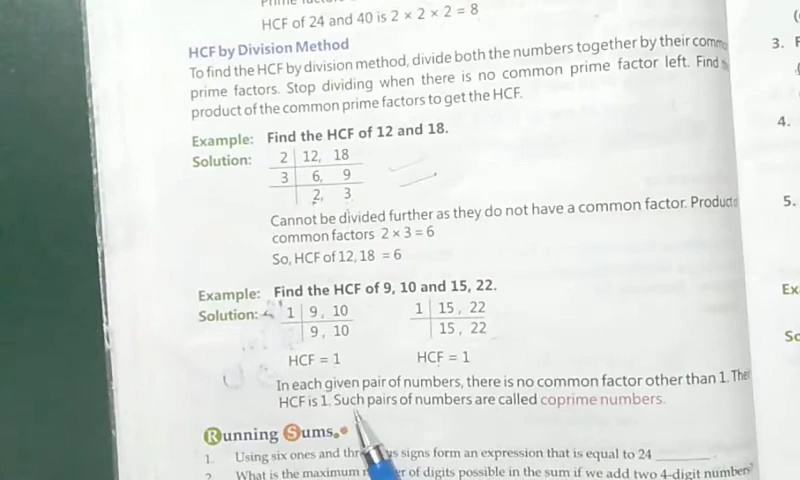 HCF of 24 and 40 is 2 × 2 × 2 = 8
HCF by Division Method
To find the HCF by division method, divide both the numbers together by their
prime factors. Stop dividing when there is no common prime factor left. Find
product of the common prime factors to get the HCF.
Example: Find the HCF of 12 and 18.
Solution: 2 | 12, 18
3 | 6, 9
2, 3
Cannot be divided further as they do not have a common factor.
common factors 2 × 3 = 6
So, HCF of 12, 18 = 6
Example: Find the HCF of 9, 10 and 15, 22.
Solution: 1 | 9, 10 1 | 15, 22
9, 10 15, 22
HCF = 1 HCF = 1
In each given pair of numbers, there is no common factor other than 1.
HCF is 1. Such pairs of numbers are called coprime numbers.
Running Sums
1. Using six ones and signs form an expression that is equal to 24 ______.
2. What is the maximum of digits possible in the sum if we add two 4-digit numbers?
3.
4.
5.